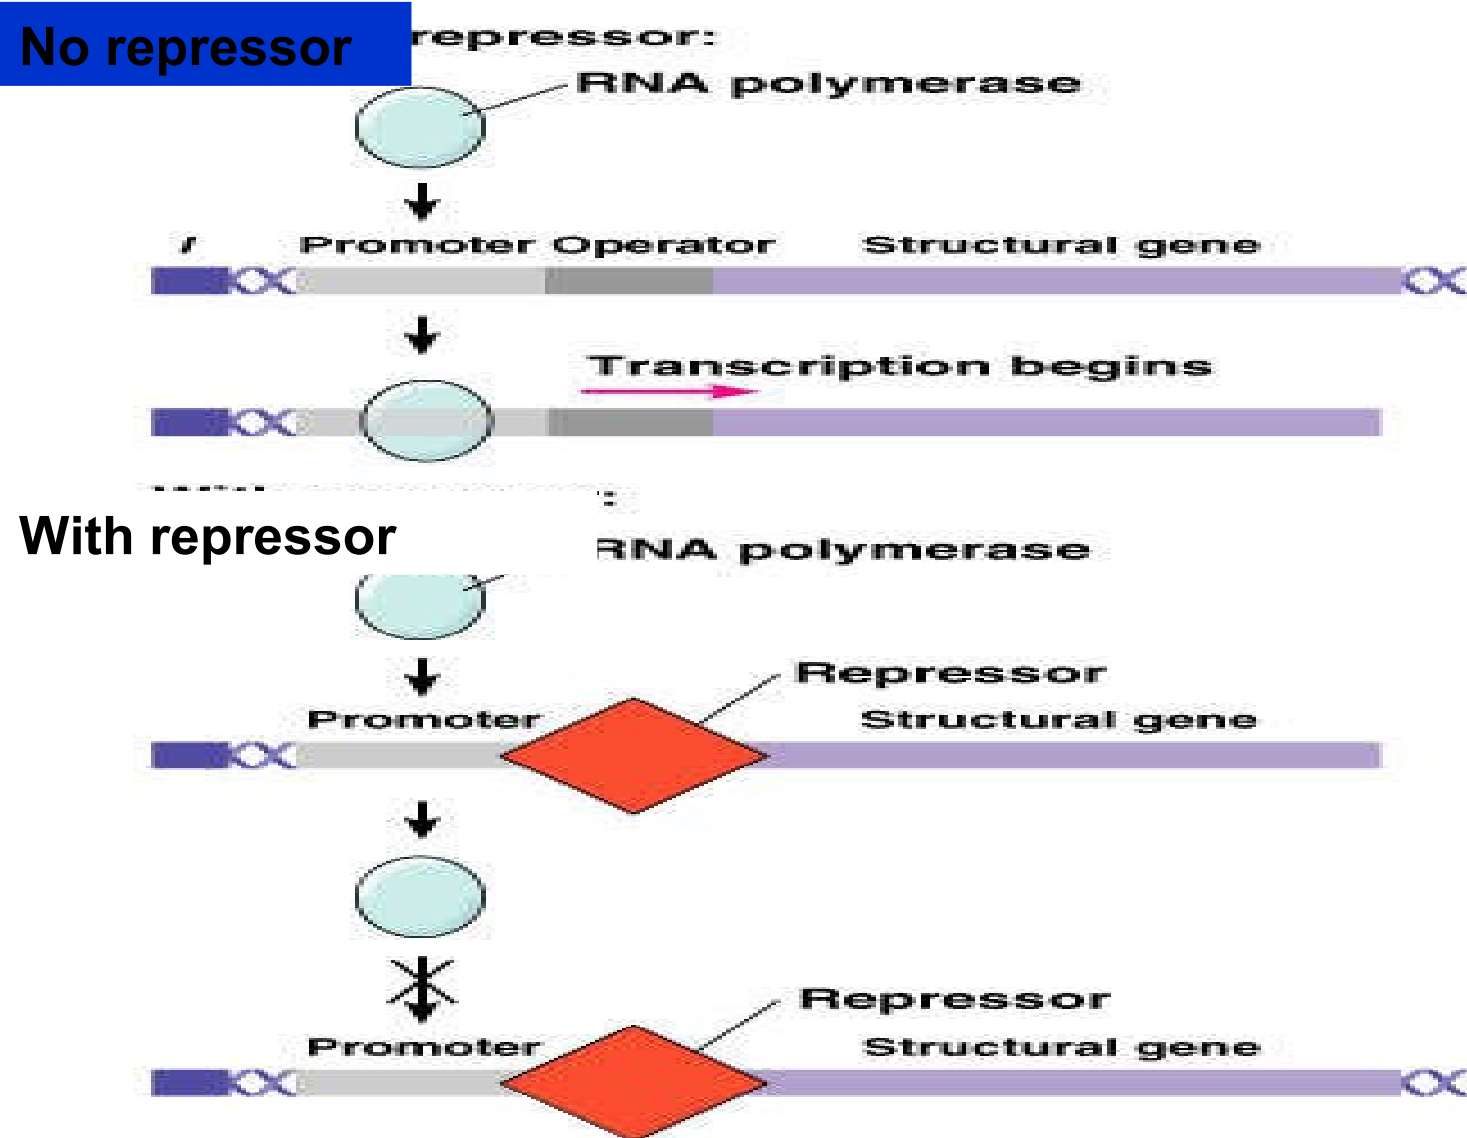 No repressor
repressor:
RNA polymerase
I
Promoter Operator
Structural gene
Transcription begins
With repressor
RNA polymerase
Repressor
Promoter
Structural gene
Repressor
Promoter
Structural gene